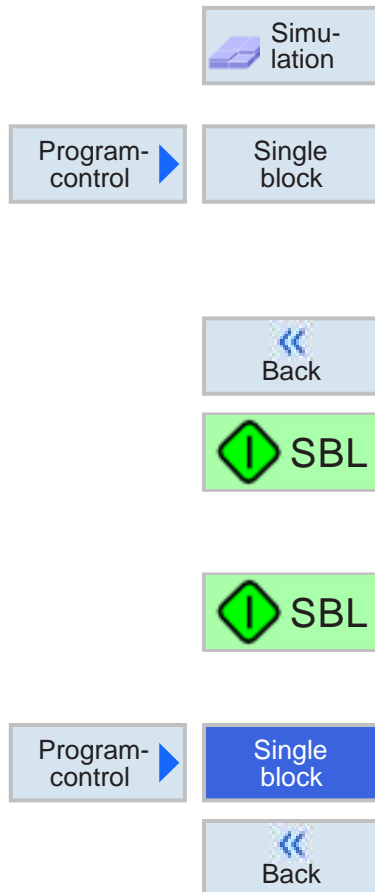 Simu-
lation
Program-
control
Single
block
Back
SBL
SBL
Program-
control
Single
block
Back